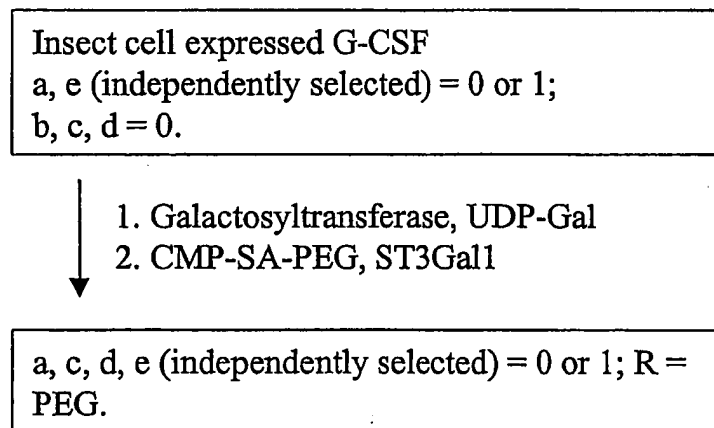 Insect cell expressed G-CSF
a, e (independently selected) = 0 or 1;
b, c, d = 0.
1. Galactosyltransferase, UDP-Gal
2. CMP-SA-PEG, ST3Gal1
a, c, d, e (independently selected) = 0 or 1; R =
PEG.